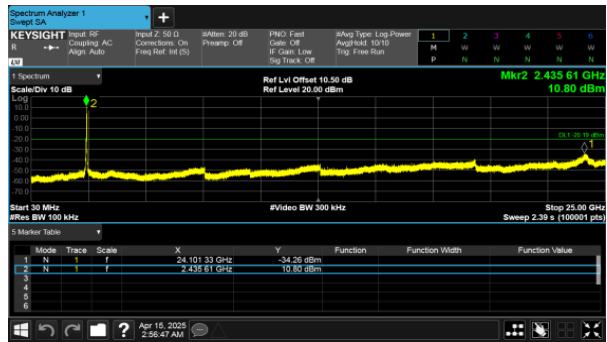 Spectrum Analyzer 1
Swept SA
+
KEYSIGHT Input: RF Input Z: 50 Ω #Atten: 20 dB PNO: Fast #Avg Type: Log-Power 1 2 3 4 5 6
R Coupling: AC Corrections: On Preamp: Off Gate: Off Avg|Hold: 10/10 M W W W W W
Align: Auto Freq Ref: Int (S) IF Gain: Low Trig: Free Run
LXI Sig Track: Off P N N N N N
1 Spectrum Ref Lvl Offset 10.50 dB Mkr2 2.435 61 GHz
Scale/Div 10 dB Ref Level 20.00 dBm 10.80 dBm
Log
10.0
0.00
-10.0
-20.0
-30.0
-40.0
-50.0
-60.0
-70.0
2
DL1 -20.19 dBm
1
Start 30 MHz #Video BW 300 kHz Stop 25.00 GHz
#Res BW 100 kHz Sweep 2.39 s (100001 pts)
5 Marker Table
Mode Trace Scale X Y Function Function Width Function Value
1 N 1 f 24.101 33 GHz -34.26 dBm
2 N 1 f 2.435 61 GHz 10.80 dBm
3
4
5
6
? Apr 15, 2025
2:56:47 AM